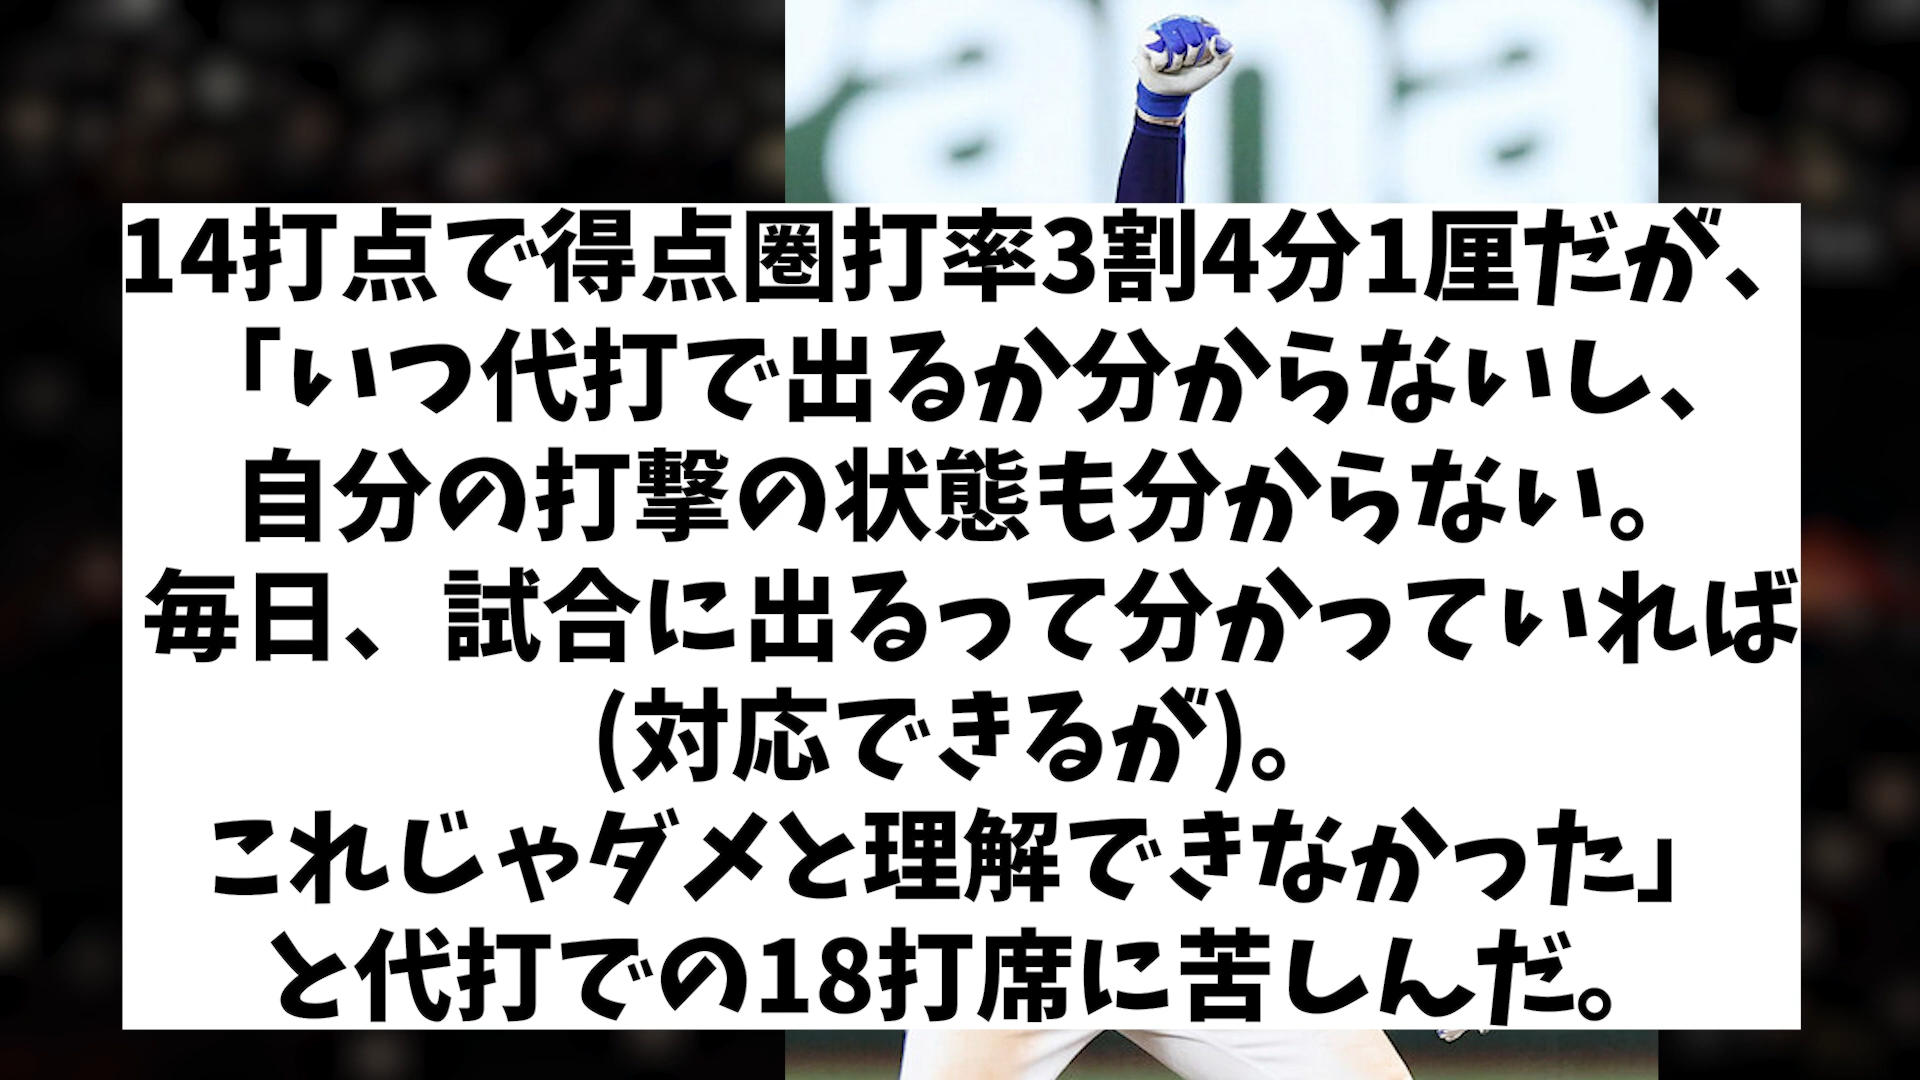 ana
14打点で得点圏打率3割4分1厘だが、
「いつ代打で出るか分からないし、
自分の打撃の状態も分からない。
毎日、試合に出るって分かっていれば
(対応できるが)。
これじゃダメと理解できなかった」
と代打での18打席に苦しんだ。